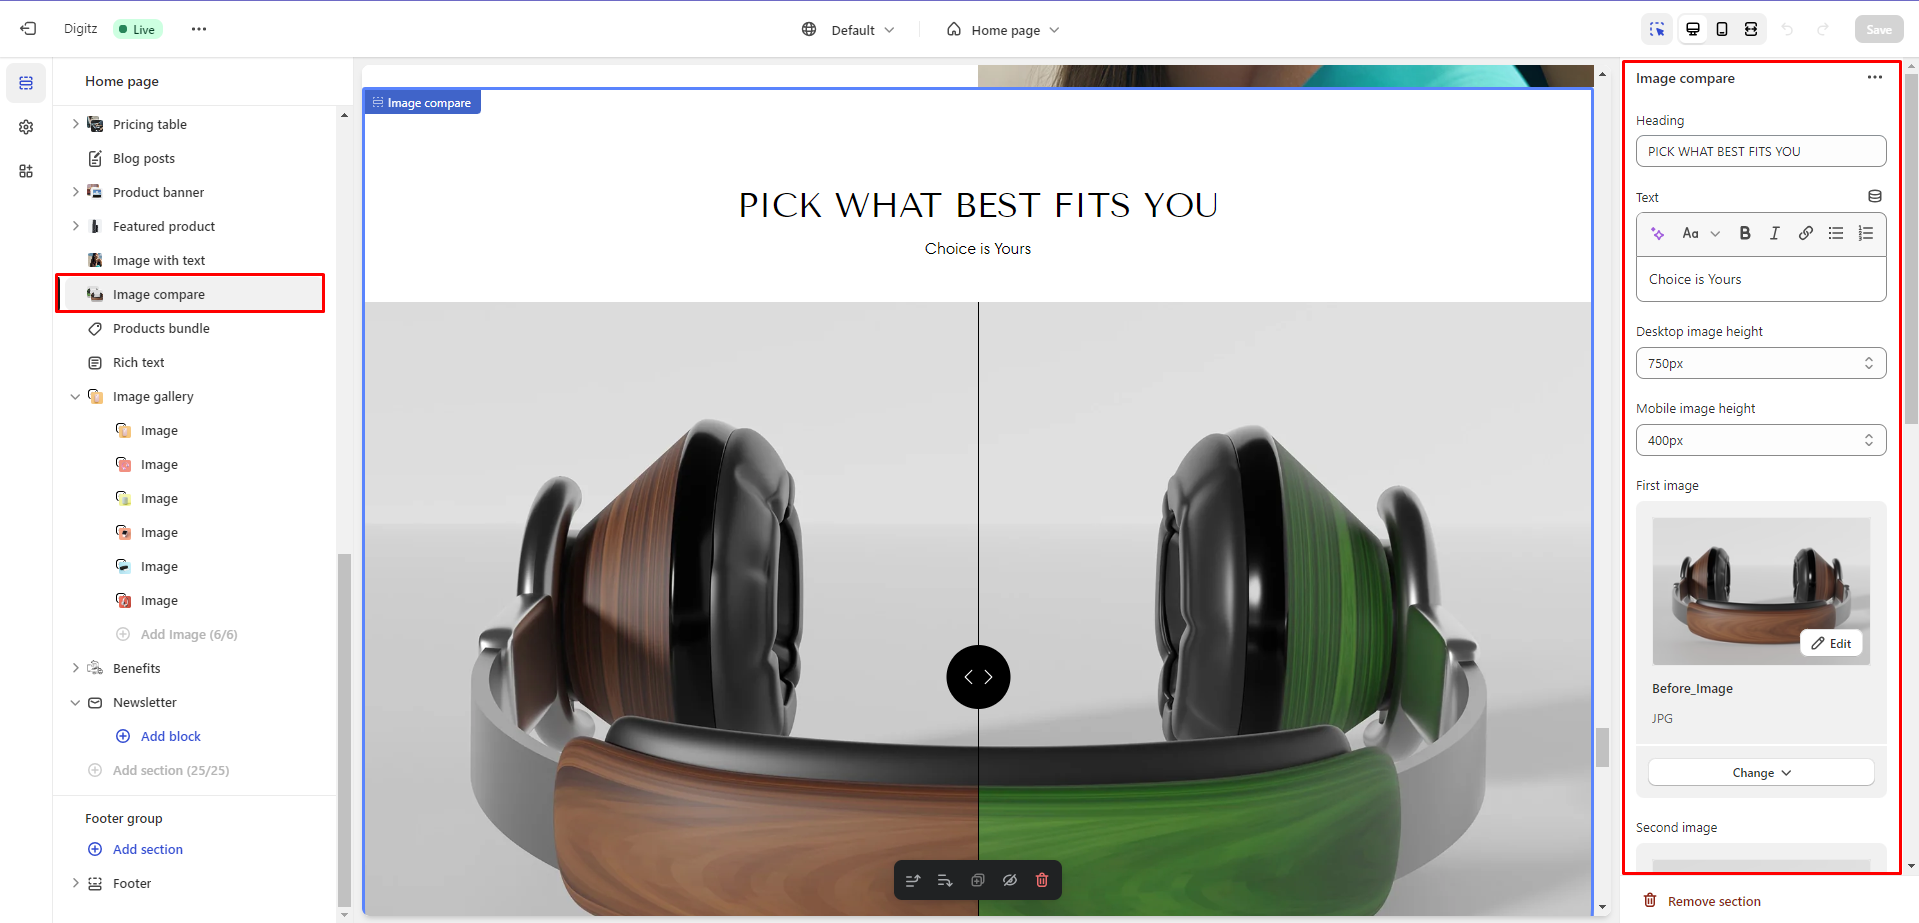 Digitz
Live
Default
Home page
Save
Home page
Pricing table
Blog posts
Product banner
Featured product
Image with text
Image compare
Products bundle
Rich text
Image gallery
Image
Image
Image
Image
Image
Image
Add Image (6/6)
Benefits
Newsletter
Add block
Add section (25/25)
Footer group
Add section
Footer
Image compare
PICK WHAT BEST FITS YOU
Choice is Yours
Image compare
Heading
PICK WHAT BEST FITS YOU
Text
Aa B I
Choice is Yours
Desktop image height
750px
Mobile image height
400px
First image
Edit
Before_Image
JPG
Change
Second image
Remove section